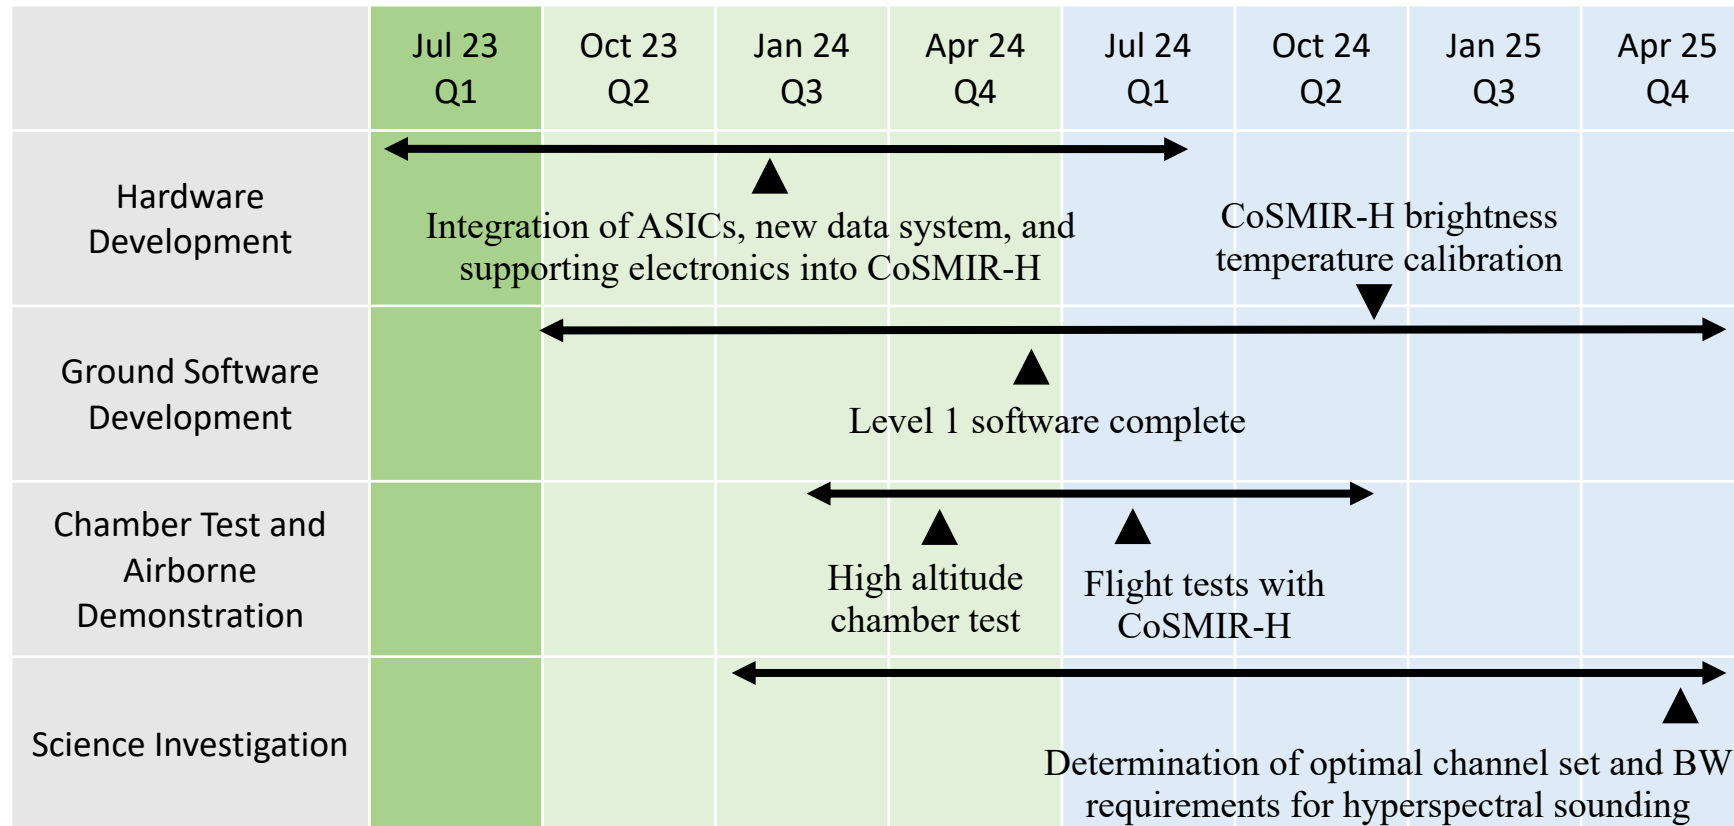 Jul 23
Q1
Oct 23
Q2
Jan 24
Q3
Apr 24
Q4
Jul 24
Q1
Oct 24
Q2
Jan 25
Q3
Apr 25
Q4
Hardware
Development
Integration of ASICs, new data system, and
supporting electronics into CoSMIR-H
CoSMIR-H brightness
temperature calibration
Ground Software
Development
Level 1 software complete
Chamber Test and
Airborne
Demonstration
High altitude
chamber test
Flight tests with
CoSMIR-H
Science Investigation
Determination of optimal channel set and BW
requirements for hyperspectral sounding